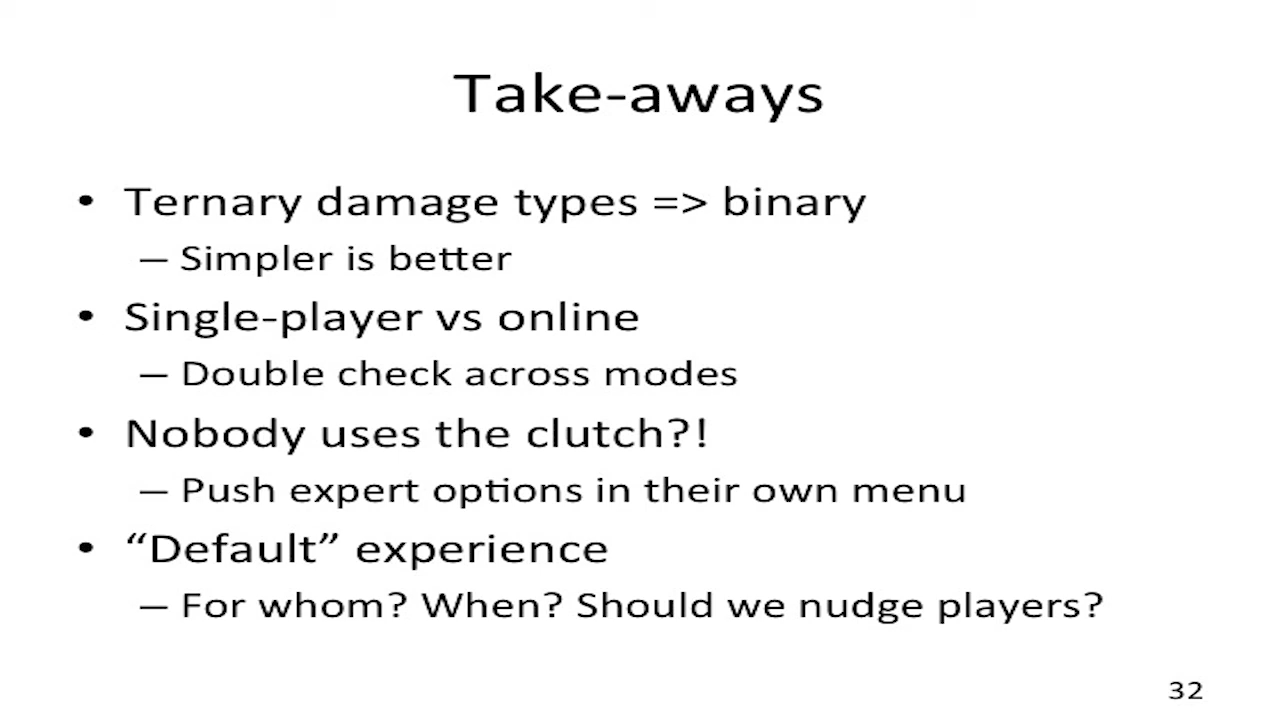 Take-aways
• Ternary damage types => binary
– Simpler is better
• Single-player vs online
– Double check across modes
• Nobody uses the clutch?!
– Push expert options in their own menu
• “Default” experience
– For whom? When? Should we nudge players?
32